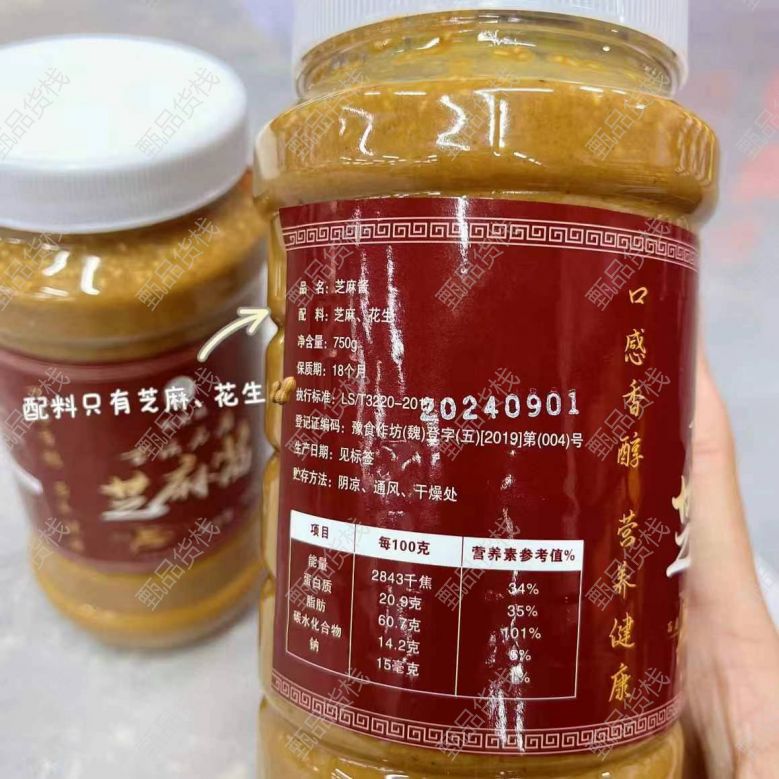 品 名：芝麻酱
配 料：芝麻、花生
净含量：750g
保质期：18个月
执行标准：LS/T3220-201
20240901
登记证编码：豫食作坊(魏)登字(五)[2019]第(004)号
生产日期：见标签
贮存方法：阴凉、通风、干燥处
项目 每100克 营养素参考值%
能量 2843千焦 34%
蛋白质 20.9克 35%
脂肪 60.7克 101%
碳水化合物 14.2克
钠 15毫克
口感香醇 营养健康
配料只有芝麻、花生
芝麻酱
甄品货栈